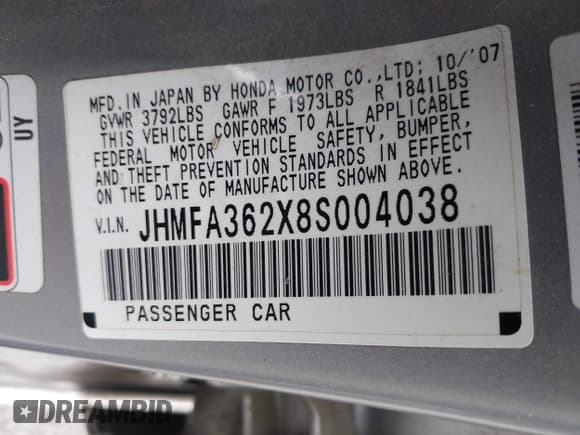 MFD. IN JAPAN BY HONDA MOTOR CO.,LTD; 10/'07
GVWR 3792LBS GAWR F 1973LBS R 1841LBS
THIS VEHICLE CONFORMS TO ALL APPLICABLE
FEDERAL MOTOR VEHICLE SAFETY, BUMPER,
AND THEFT PREVENTION STANDARDS IN EFFECT
ON THE DATE OF MANUFACTURE SHOWN ABOVE.
V.I.N. JHMFA362X8S004038
PASSENGER CAR
UY
DREAMBID